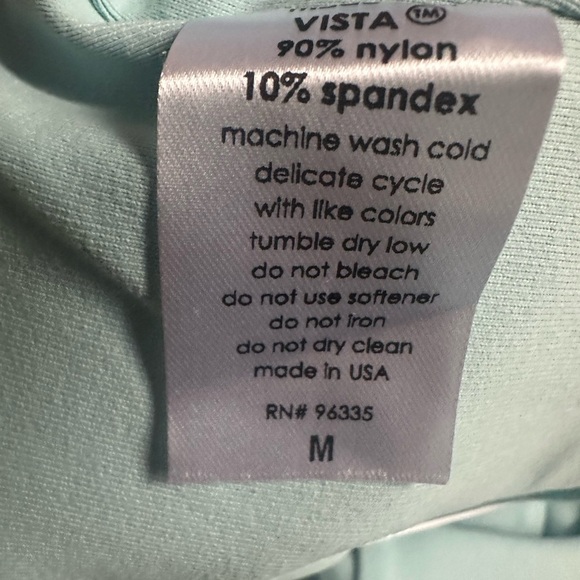 VISTA ™
90% nylon
10% spandex
machine wash cold
delicate cycle
with like colors
tumble dry low
do not bleach
do not use softener
do not iron
do not dry clean
made in USA
RN# 96335
M